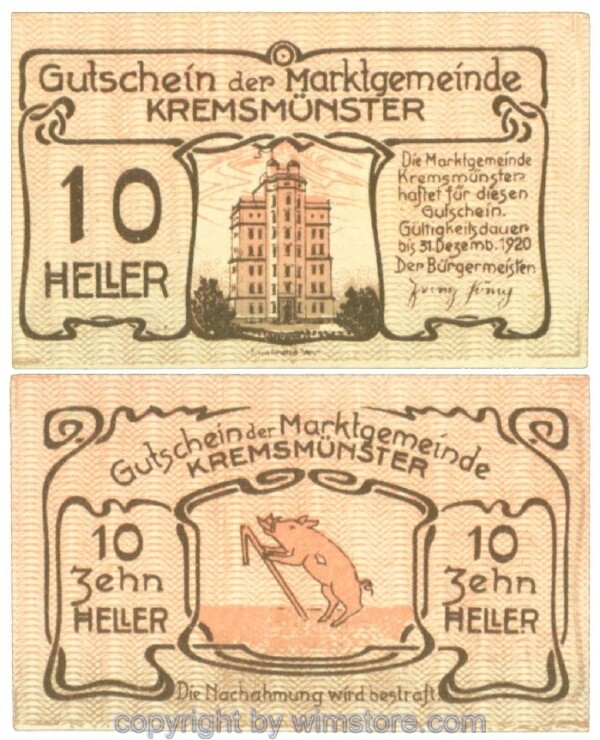 Gutschein der Marktgemeinde
KREMSMÜNSTER
10
HELLER
Die Marktgemeinde
Kremsmünster
haftet für diesen
Gutschein.
Gültigkeitsdauer
bis 31. Dezemb. 1920
Der Bürgermeister:
Gutschein der Marktgemeinde
KREMSMÜNSTER
10
Zehn
HELLER
10
Zehn
HELLER
Die Nachahmung wird bestraft.
copyright by wimstore.com